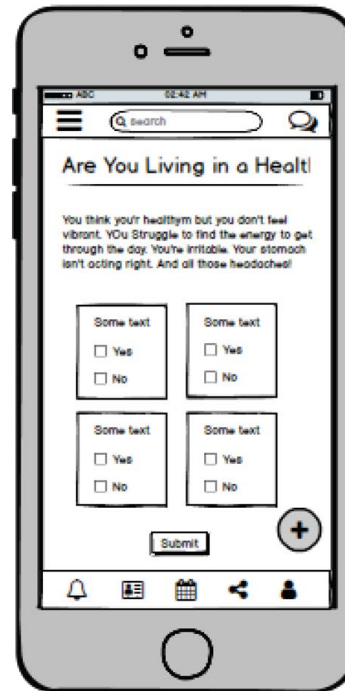 ABC 02:42 AM
search
Are You Living in a Healt
You think you'r healthym but you don't feel
vibrant. YOu Struggle to find the energy to get
through the day. You're irritable. Your stomach
isn't acting right. And all those headaches!
Some text
Yes
No
Some text
Yes
No
Some text
Yes
No
Some text
Yes
No
Submit